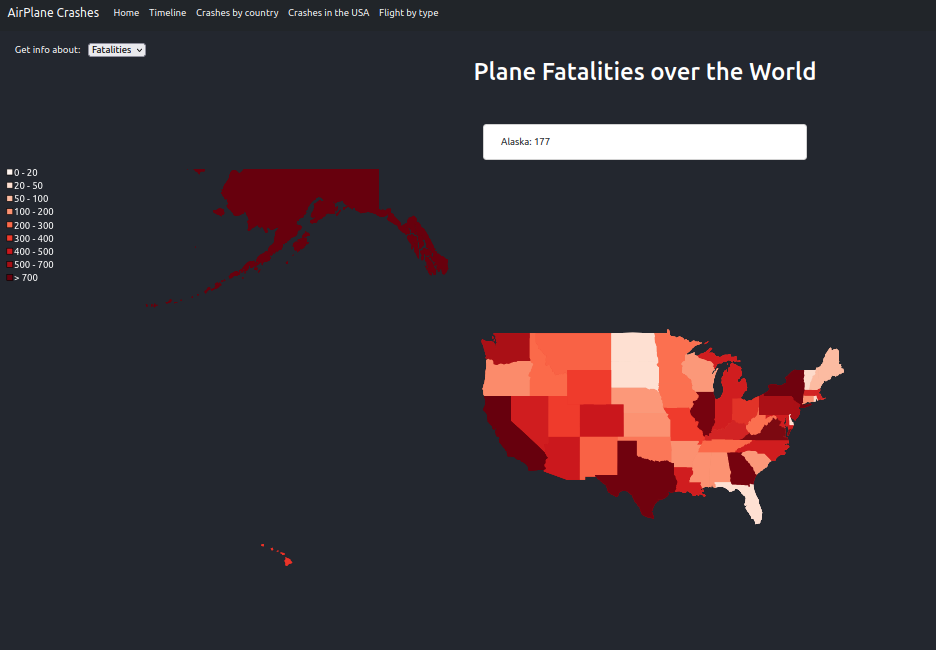 AirPlane Crashes Home Timeline Crashes by country Crashes in the USA Flight by type
Get info about: Fatalities
Plane Fatalities over the World
Alaska: 177
0 - 20
20 - 50
50 - 100
100 - 200
200 - 300
300 - 400
400 - 500
500 - 700
> 700